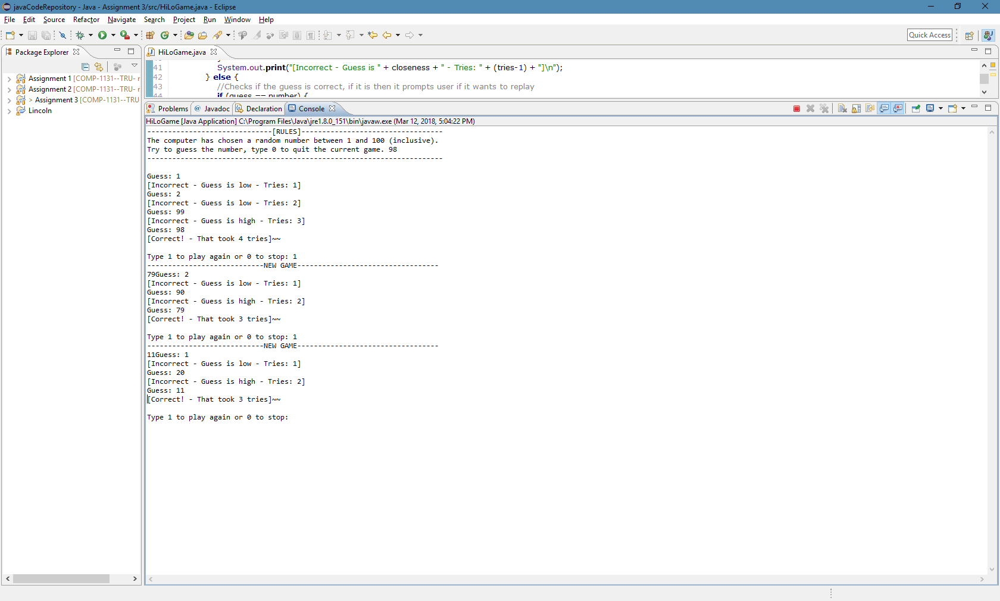 javaCodeRepository - Java - Assignment 3/src/HiLoGame.java - Eclipse
File Edit Source Refactor Navigate Search Project Run Window Help
Quick Access
Package Explorer
HiLoGame.java
Assignment 1 [COMP-1131--TRU- r
Assignment 2 [COMP-1131--TRU- r
> Assignment 3 [COMP-1131--TRU
Lincoln
41 System.out.print("[Incorrect - Guess is " + closeness + " - Tries: " + (tries-1) + "]\n");
42 } else {
43 //Checks if the guess is correct, if it is then it prompts user if it wants to replay
44 if (guess == number) {
Problems @ Javadoc Declaration Console
HiLoGame [Java Application] C:\Program Files\Java\jre1.8.0_151\bin\javaw.exe (Mar 12, 2018, 5:04:22 PM)
------------------------------[RULES]----------------------------------
The computer has chosen a random number between 1 and 100 (inclusive).
Try to guess the number, type 0 to quit the current game. 98
-----------------------------------------------------------------------
Guess: 1
[Incorrect - Guess is low - Tries: 1]
Guess: 2
[Incorrect - Guess is low - Tries: 2]
Guess: 99
[Incorrect - Guess is high - Tries: 3]
Guess: 98
[Correct! - That took 4 tries]~~
Type 1 to play again or 0 to stop: 1
----------------------------NEW GAME----------------------------------
79Guess: 2
[Incorrect - Guess is low - Tries: 1]
Guess: 90
[Incorrect - Guess is high - Tries: 2]
Guess: 79
[Correct! - That took 3 tries]~~
Type 1 to play again or 0 to stop: 1
----------------------------NEW GAME----------------------------------
11Guess: 1
[Incorrect - Guess is low - Tries: 1]
Guess: 20
[Incorrect - Guess is high - Tries: 2]
Guess: 11
[Correct! - That took 3 tries]~~
Type 1 to play again or 0 to stop: